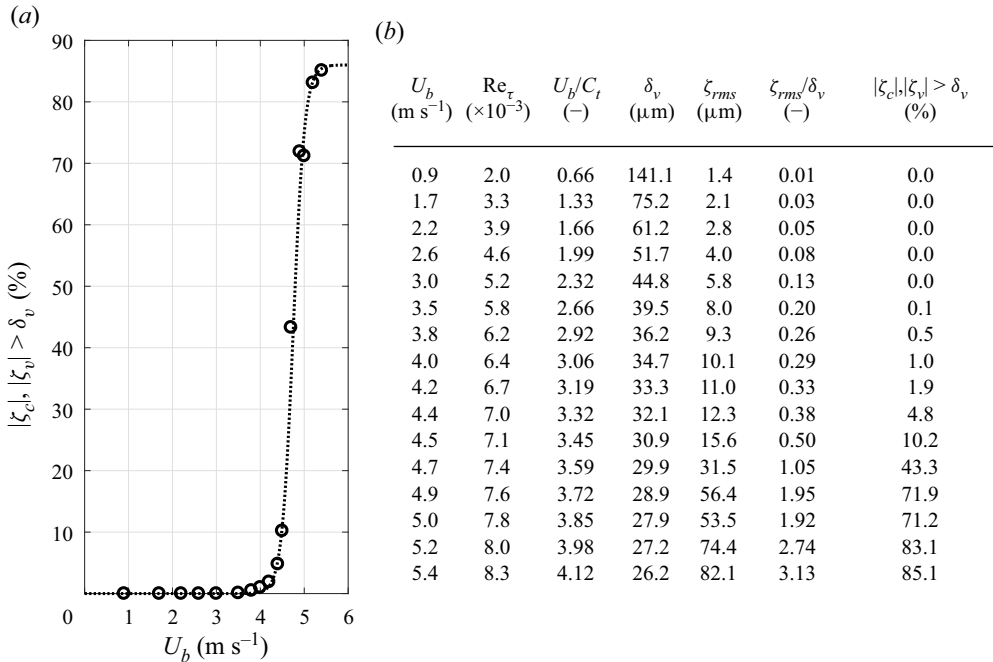 (a)
90
80
70
60
50
40
30
20
10
0
1 2 3 4 5 6
|ζc|, |ζv| > δv (%)
Ub (m s−1)
(b)
Ub Reτ Ub/Ct δv ζrms ζrms/δv |ζc|,|ζv| > δv
(m s−1) (×10−3) (−) (μm) (μm) (−) (%)
0.9 2.0 0.66 141.1 1.4 0.01 0.0
1.7 3.3 1.33 75.2 2.1 0.03 0.0
2.2 3.9 1.66 61.2 2.8 0.05 0.0
2.6 4.6 1.99 51.7 4.0 0.08 0.0
3.0 5.2 2.32 44.8 5.8 0.13 0.0
3.5 5.8 2.66 39.5 8.0 0.20 0.1
3.8 6.2 2.92 36.2 9.3 0.26 0.5
4.0 6.4 3.06 34.7 10.1 0.29 1.0
4.2 6.7 3.19 33.3 11.0 0.33 1.9
4.4 7.0 3.32 32.1 12.3 0.38 4.8
4.5 7.1 3.45 30.9 15.6 0.50 10.2
4.7 7.4 3.59 29.9 31.5 1.05 43.3
4.9 7.6 3.72 28.9 56.4 1.95 71.9
5.0 7.8 3.85 27.9 53.5 1.92 71.2
5.2 8.0 3.98 27.2 74.4 2.74 83.1
5.4 8.3 4.12 26.2 82.1 3.13 85.1